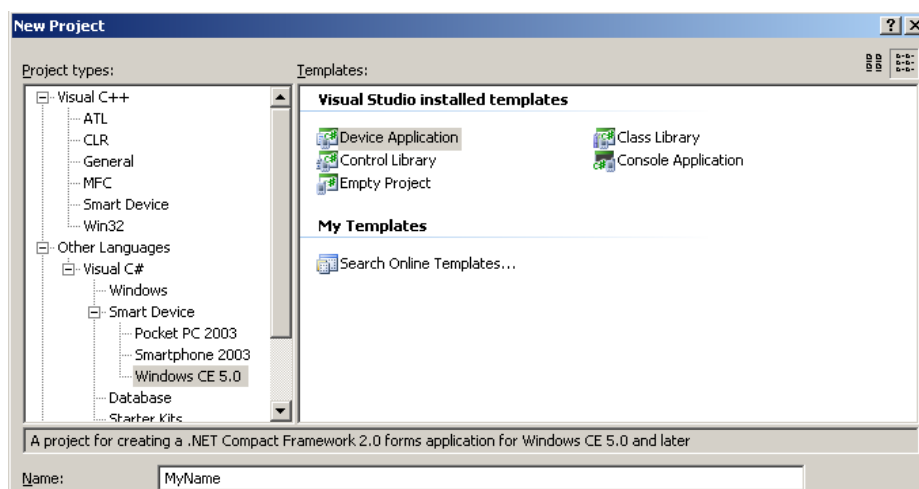 New Project
Project types:
Templates:
Visual C++
ATL
CLR
General
MFC
Smart Device
Win32
Other Languages
Visual C#
Windows
Smart Device
Pocket PC 2003
Smartphone 2003
Windows CE 5.0
Database
Starter Kits
Visual Studio installed templates
Device Application
Class Library
Control Library
Console Application
Empty Project
My Templates
Search Online Templates...
A project for creating a .NET Compact Framework 2.0 forms application for Windows CE 5.0 and later
Name:
MyName